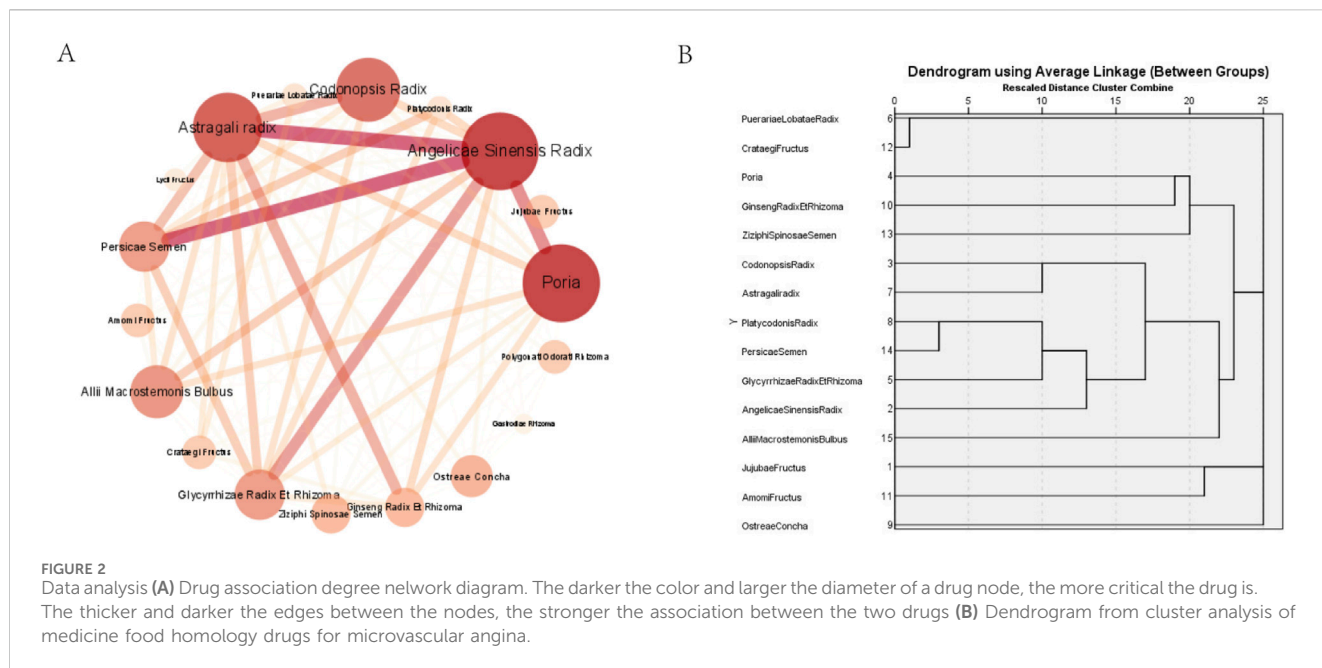 A
Codonopsis Radix
Puerariae Lobatae Radix
Platycodonis Radix
Astragali radix
Angelicae Sinensis Radix
Lycii Fructus
Jujubae Fructus
Persicae Semen
Poria
Amomi Fructus
Polygonati Odorati Rhizoma
Allii Macrostemonis Bulbus
Gastrodiae Rhizoma
Crataegi Fructus
Ostreae Concha
Glycyrrhizae Radix Et Rhizoma
Ginseng Radix Et Rhizoma
Ziziphi Spinosae Semen
B
Dendrogram using Average Linkage (Between Groups)
Rescaled Distance Cluster Combine
0 5 10 15 20 25
PuerariaeLobataeRadix 6
CrataegiFructus 12
Poria 4
GinsengRadixEtRhizoma 10
ZiziphiSpinosaeSemen 13
CodonopsisRadix 3
Astragaliradix 7
Y
PlatycodonisRadix 8
PersicaeSemen 14
GlycyrrhizaeRadixEtRhizoma 5
AngelicaeSinensisRadix 2
AlliiMacrostemonisBulbus 15
JujubaeFructus 1
AmomiFructus 11
OstreaeConcha 9
FIGURE 2
Data analysis (A) Drug association degree nelwork diagram. The darker the color and larger the diameter of a drug node, the more critical the drug is.
The thicker and darker the edges between the nodes, the stronger the association between the two drugs (B) Dendrogram from cluster analysis of
medicine food homology drugs for microvascular angina.